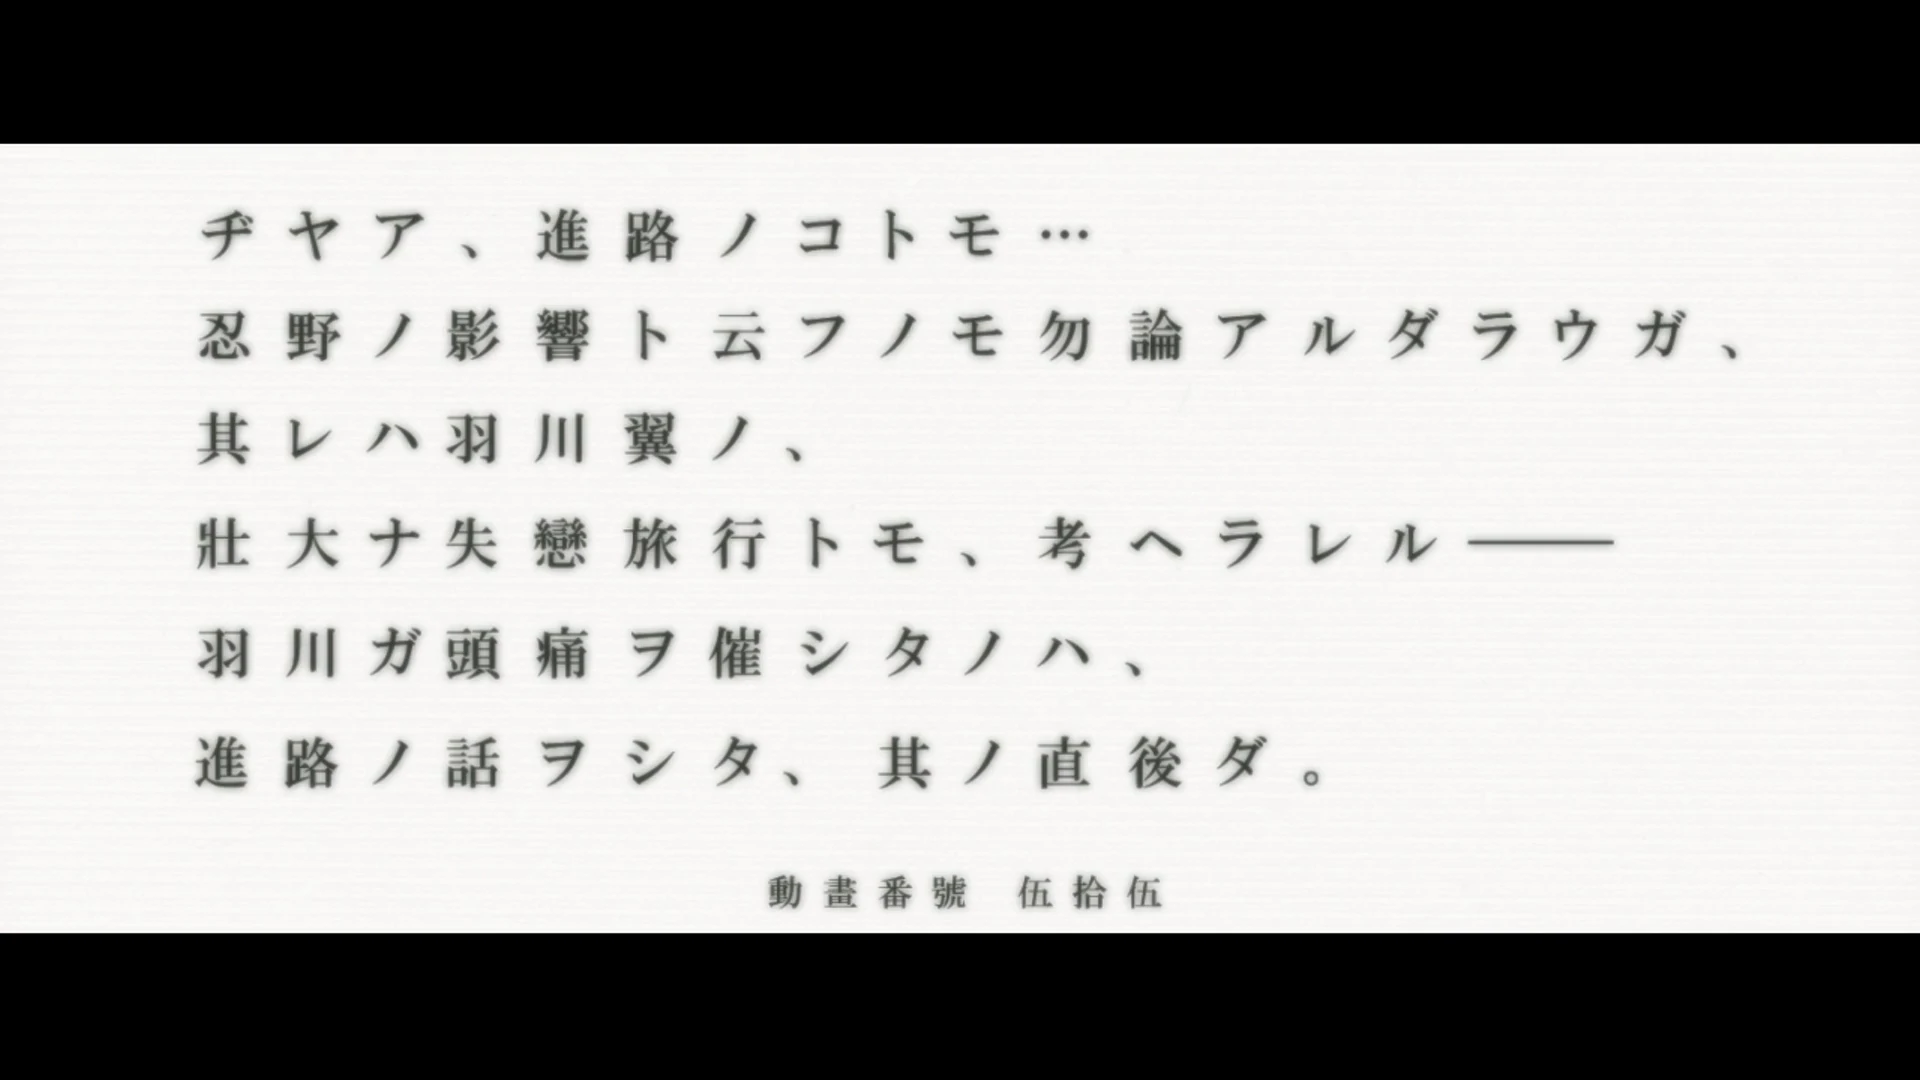 ヂヤア、進路ノコトモ…
忍野ノ影響ト云フノモ勿論アルダラウガ、
其レハ羽川翼ノ、
壯大ナ失戀旅行トモ、考ヘラレル――
羽川ガ頭痛ヲ催シタノハ、
進路ノ話ヲシタ、其ノ直後ダ。
動畫番號 伍拾伍